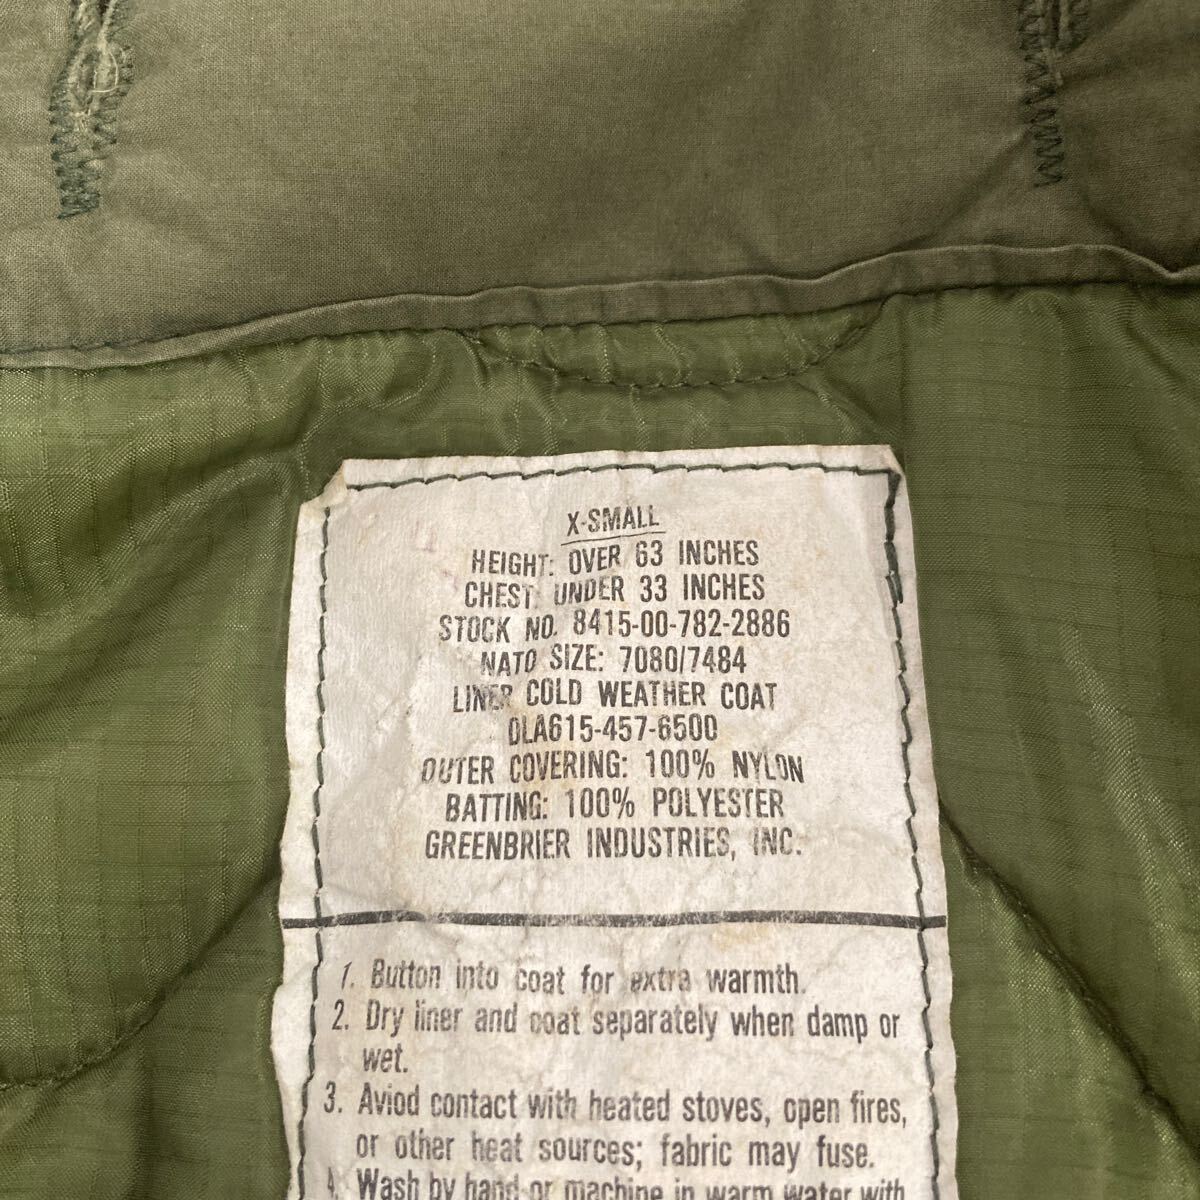 X-SMALL
HEIGHT: OVER 63 INCHES
CHEST: UNDER 33 INCHES
STOCK NO. 8415-00-782-2886
NATO SIZE: 7080/7484
LINER COLD WEATHER COAT
DLA615-457-6500
OUTER COVERING: 100% NYLON
BATTING: 100% POLYESTER
GREENBRIER INDUSTRIES, INC.
1. Button into coat for extra warmth.
2. Dry liner and coat separately when damp or
wet.
3. Aviod contact with heated stoves, open fires,
or other heat sources; fabric may fuse.
4. Wash by hand or machine in warm water with